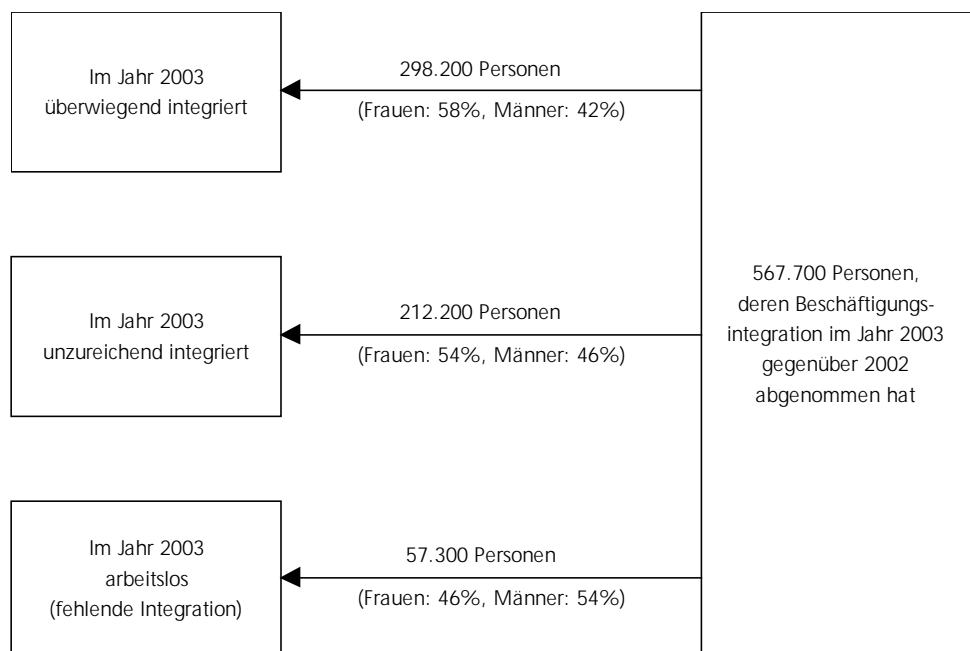 Im Jahr 2003
überwiegend integriert
298.200 Personen
(Frauen: 58%, Männer: 42%)
Im Jahr 2003
unzureichend integriert
212.200 Personen
(Frauen: 54%, Männer: 46%)
567.700 Personen,
deren Beschäftigungs-
integration im Jahr 2003
gegenüber 2002
abgenommen hat
Im Jahr 2003
arbeitslos
(fehlende Integration)
57.300 Personen
(Frauen: 46%, Männer: 54%)